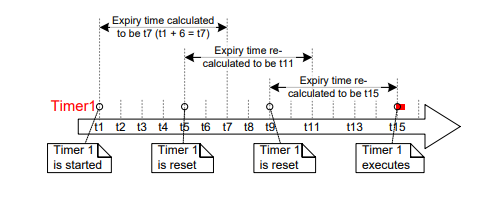 Expiry time calculated
to be t7 (t1 + 6 = t7)
Expiry time re-
calculated to be t11
Expiry time re-
calculated to be t15
Timer1
t1 t2 t3 t4 t5 t6 t7 t8 t9 t11 t13 t15
Timer 1
is started
Timer 1
is reset
Timer 1
is reset
Timer 1
executes